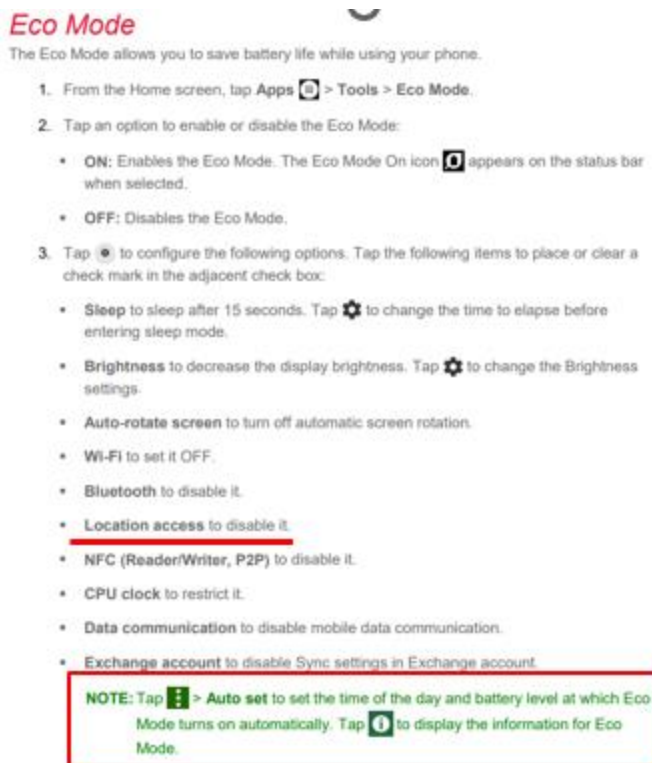 Eco Mode
The Eco Mode allows you to save battery life while using your phone.
1. From the Home screen, tap Apps > Tools > Eco Mode.
2. Tap an option to enable or disable the Eco Mode:
• ON: Enables the Eco Mode. The Eco Mode On icon appears on the status bar
when selected.
• OFF: Disables the Eco Mode.
3. Tap to configure the following options. Tap the following items to place or clear a
check mark in the adjacent check box:
• Sleep to sleep after 15 seconds. Tap to change the time to elapse before
entering sleep mode.
• Brightness to decrease the display brightness. Tap to change the Brightness
settings.
• Auto-rotate screen to turn off automatic screen rotation.
• Wi-Fi to set it OFF.
• Bluetooth to disable it.
• Location access to disable it.
• NFC (Reader/Writer, P2P) to disable it.
• CPU clock to restrict it.
• Data communication to disable mobile data communication.
• Exchange account to disable Sync settings in Exchange account.
NOTE: Tap > Auto set to set the time of the day and battery level at which Eco
Mode turns on automatically. Tap to display the information for Eco
Mode.